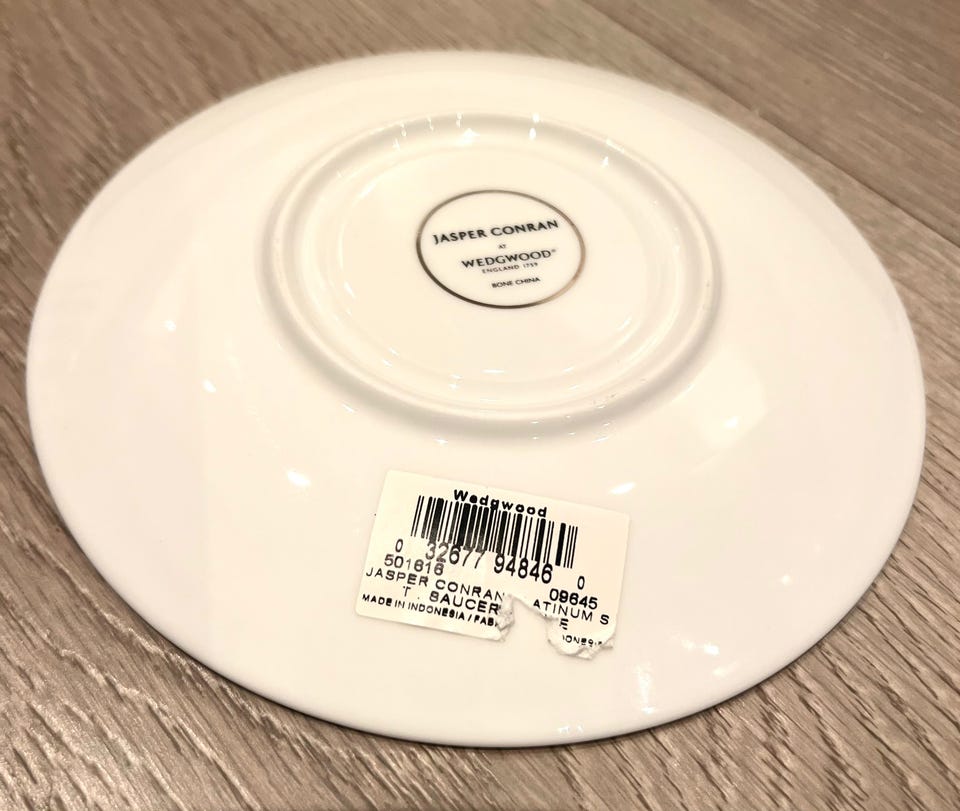 JASPER CONRAN
AT
WEDGWOOD®
ENGLAND 1759
BONE CHINA
Wedgwood
0 32677 94846 0
501616 09645
JASPER CONRAN ATINUM S
T. SAUCER E
MADE IN INDONESIA / FAB